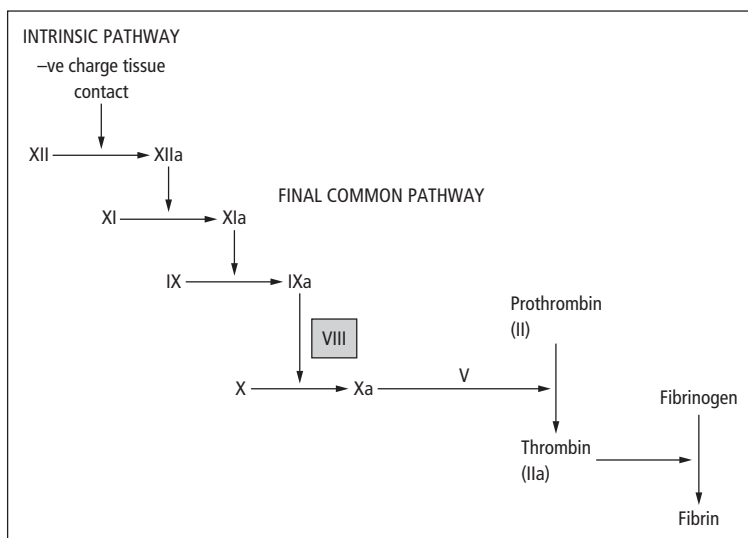 INTRINSIC PATHWAY
–ve charge tissue
contact
XII XIIa
FINAL COMMON PATHWAY
XI XIa
IX IXa
Prothrombin
(II)
VIII
X Xa V
Fibrinogen
Thrombin
(IIa)
Fibrin